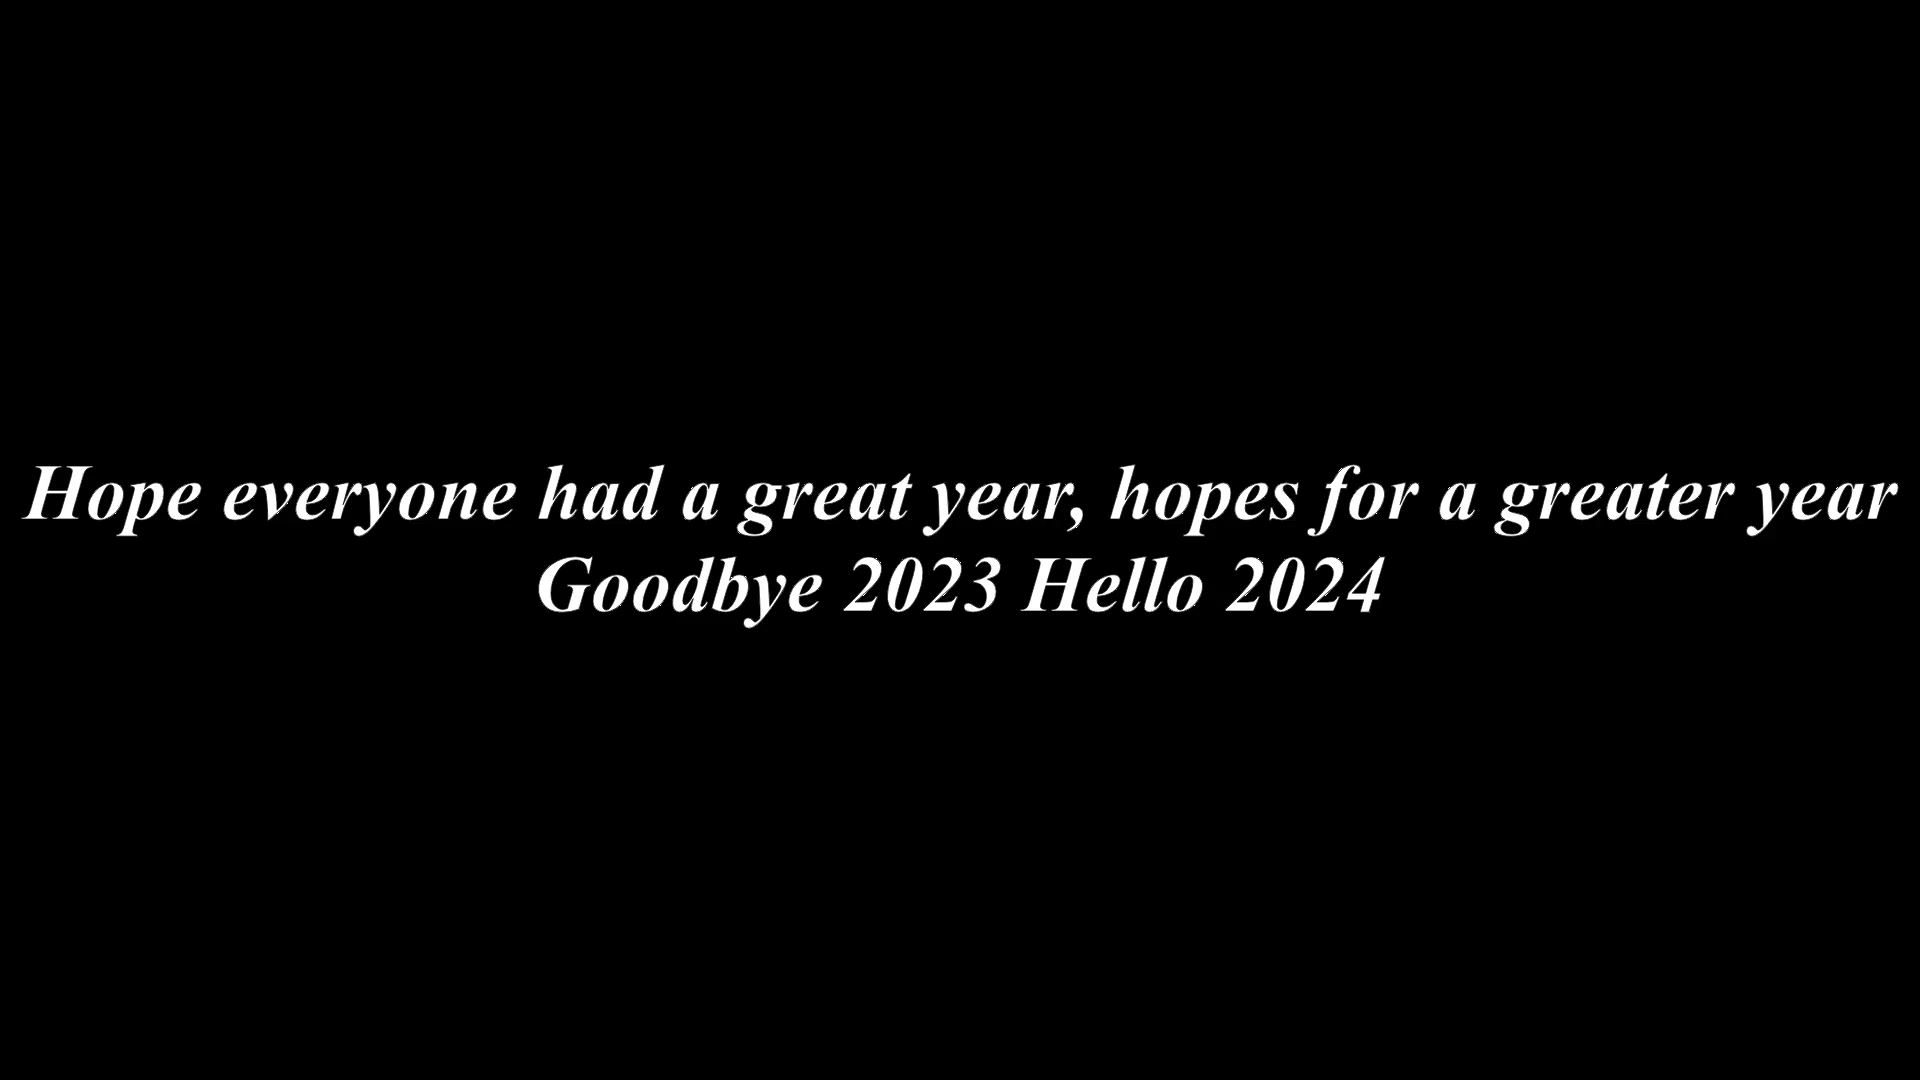 Hope everyone had a great year, hopes for a greater year
Goodbye 2023 Hello 2024